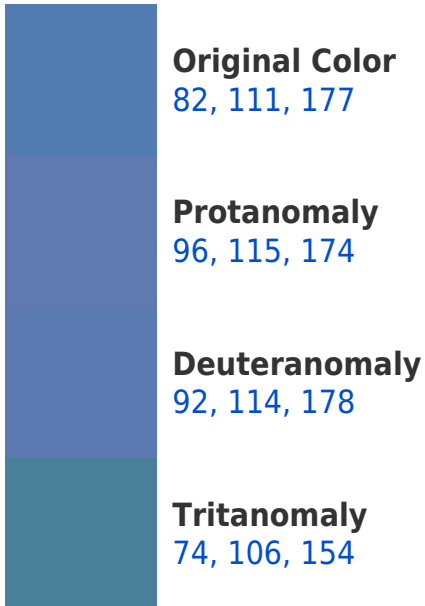 Original Color
82, 111, 177
Protanomaly
96, 115, 174
Deuteranomaly
92, 114, 178
Tritanomaly
74, 106, 154